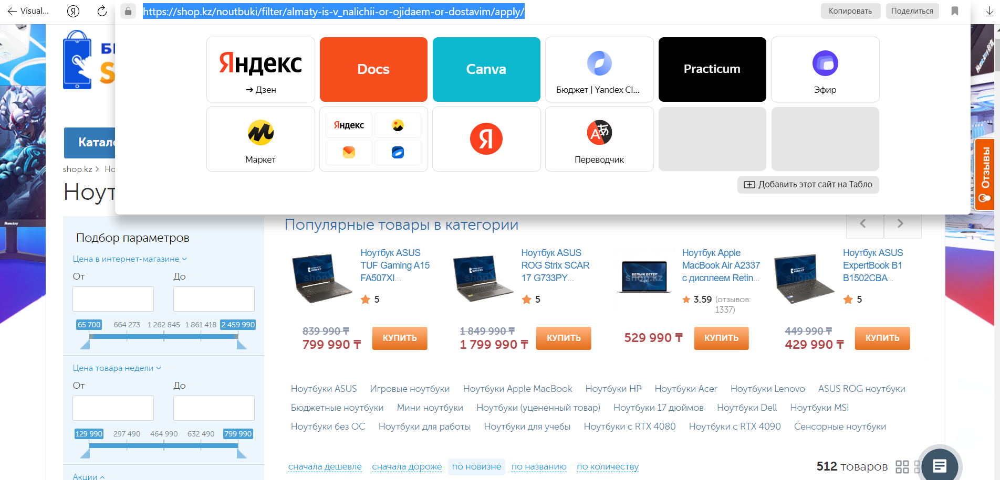 Visual...
https://shop.kz/noutbuki/filter/almaty-is-v_nalichii-or-ojidaem-or-dostavim/apply/
Копировать
Поделиться
Яндекс
➔ Дзен
Docs
Canva
Бюджет | Yandex Cl...
Practicum
Эфир
Маркет
Яндекс
Я
Переводчик
Добавить этот сайт на Табло
Отзывы
shop.kz
Подбор параметров
Цена в интернет-магазине
От До
65 700 664 273 1 262 845 1 861 418 2 459 990
Цена товара недели
От До
129 990 297 490 464 990 632 490 799 990
Акции
Популярные товары в категории
Ноутбук ASUS
TUF Gaming A15
FA507XI...
5
839 990 ₸
799 990 ₸
КУПИТЬ
Ноутбук ASUS
ROG Strix SCAR
17 G733PY...
5
1 849 990 ₸
1 799 990 ₸
КУПИТЬ
Ноутбук Apple
MacBook Air A2337
с дисплеем Retin...
3.59 (отзывов:
1337)
529 990 ₸
КУПИТЬ
Ноутбук ASUS
ExpertBook B1
B1502CBA...
5
449 990 ₸
429 990 ₸
КУПИТЬ
Ноутбуки ASUS Игровые ноутбуки Ноутбуки Apple MacBook Ноутбуки HP Ноутбуки Acer Ноутбуки Lenovo ASUS ROG ноутбуки
Бюджетные ноутбуки Мини ноутбуки Ноутбуки (уцененный товар) Ноутбуки 17 дюймов Ноутбуки Dell Ноутбуки MSI
Ноутбуки без ОС Ноутбуки для работы Ноутбуки для учебы Ноутбуки с RTX 4080 Ноутбуки с RTX 4090 Сенсорные ноутбуки
сначала дешевле сначала дороже по новизне по названию по количеству
512 товаров